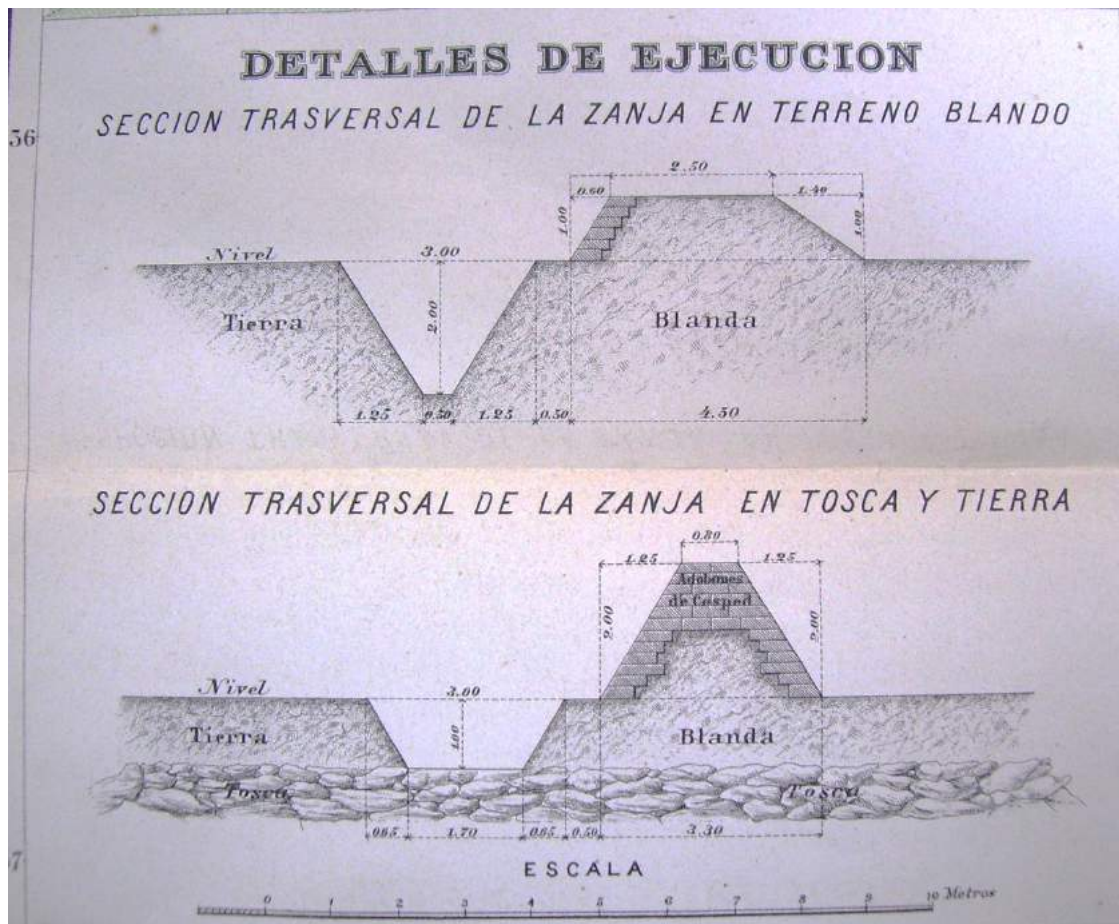 DETALLES DE EJECUCION
SECCION TRASVERSAL DE LA ZANJA EN TERRENO BLANDO
36
2.50
0.60 1.40
1.00 1.00
Nivel 3.00
2.00
Tierra Blanda
1.25 0.50 1.25 0.50 4.50
SECCION TRASVERSAL DE LA ZANJA EN TOSCA Y TIERRA
0.80
1.25 1.25
Adobones
de Cesped
2.00 2.00
Nivel 3.00
1.00
Tierra Blanda
Tosca Tosca
0.65 1.70 0.65 0.50 3.30
37
ESCALA
0 1 2 3 4 5 6 7 8 9 10 Metros